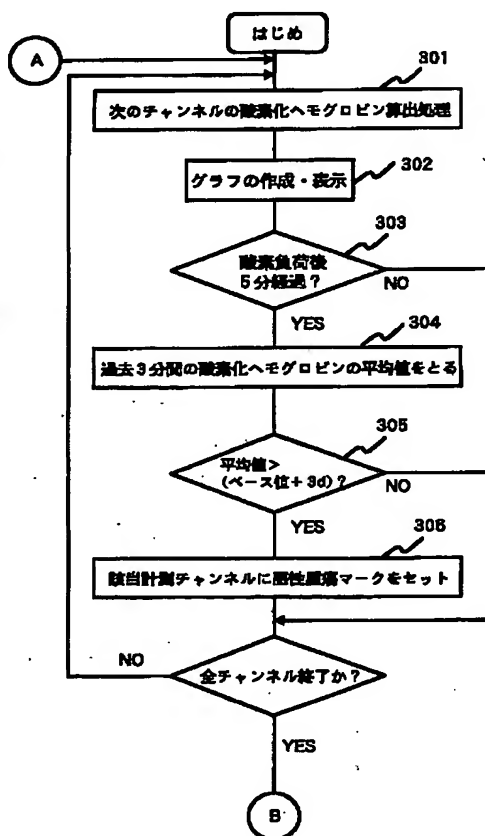 はじめ
A
301
次のチャンネルの酸素化ヘモグロビン算出処理
302
グラフの作成・表示
303
酸素負荷後
5分経過?
NO
YES
304
過去3分間の酸素化ヘモグロビンの平均値をとる
305
平均値>
(ベース位+3d)?
NO
YES
306
該当計測チャンネルに悪性腫瘍マークをセット
NO
全チャンネル終了か?
YES
B